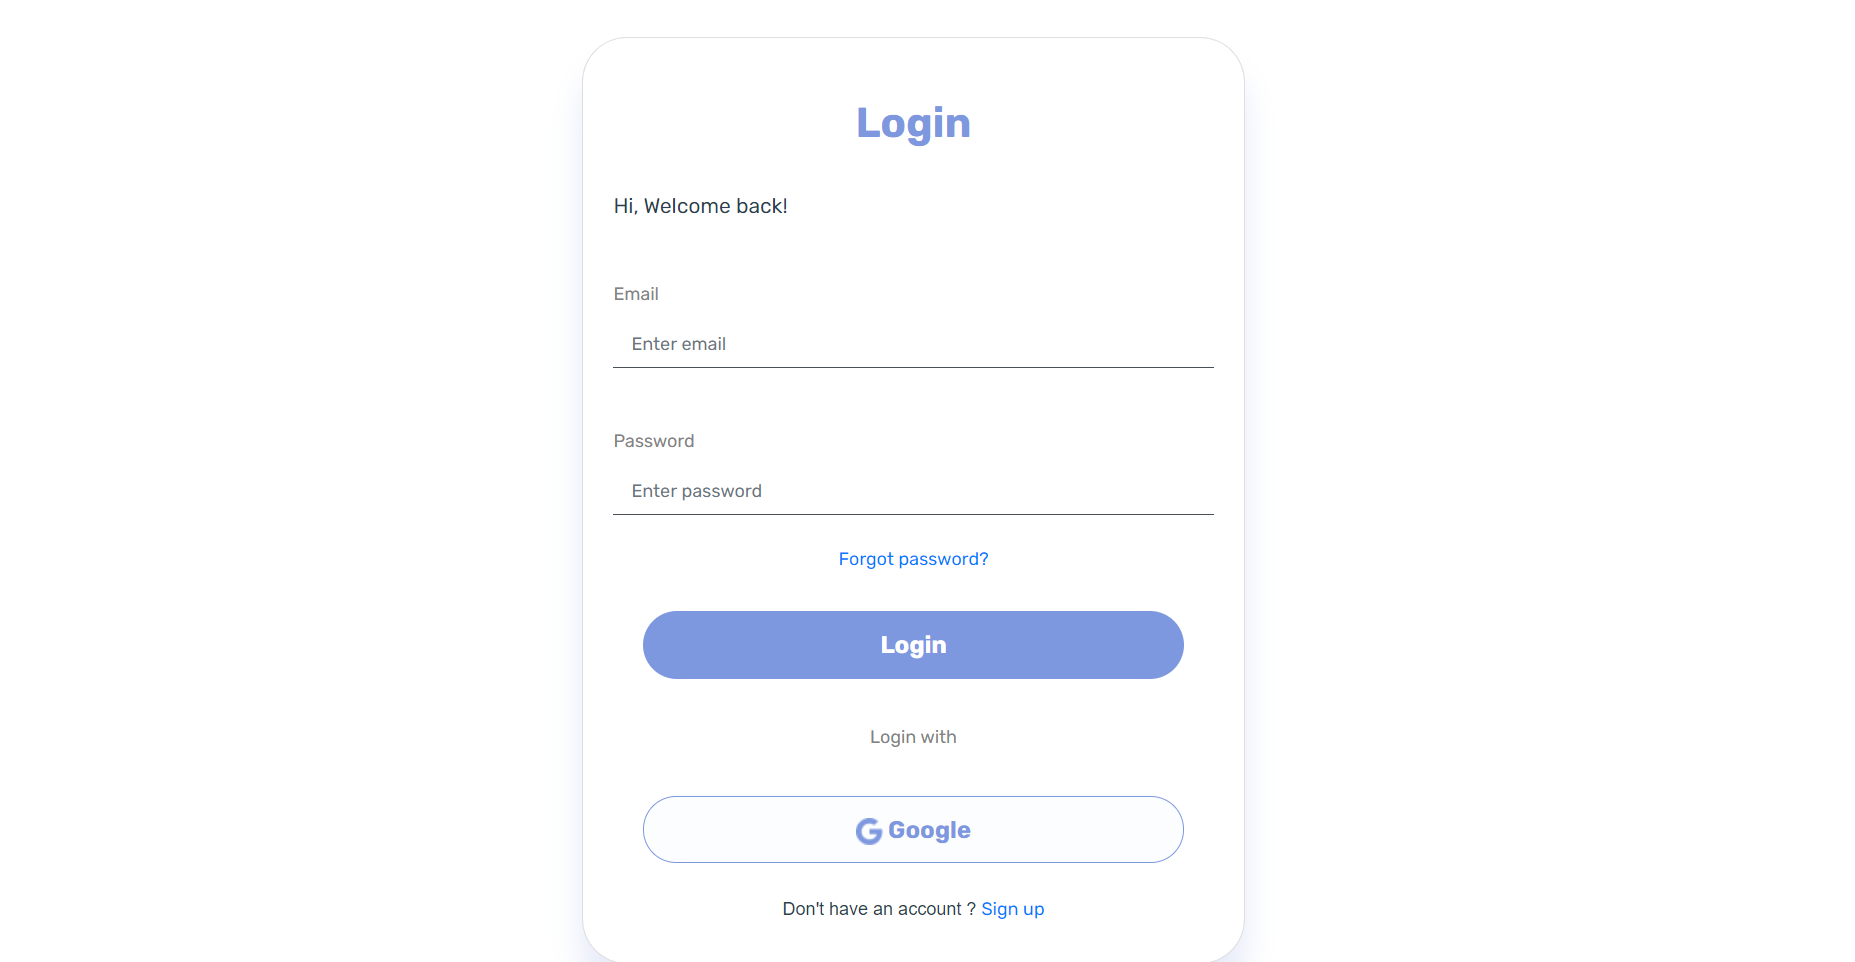 Login
Hi, Welcome back!
Email
Enter email
Password
Enter password
Forgot password?
Login
Login with
Google
Don't have an account ? Sign up